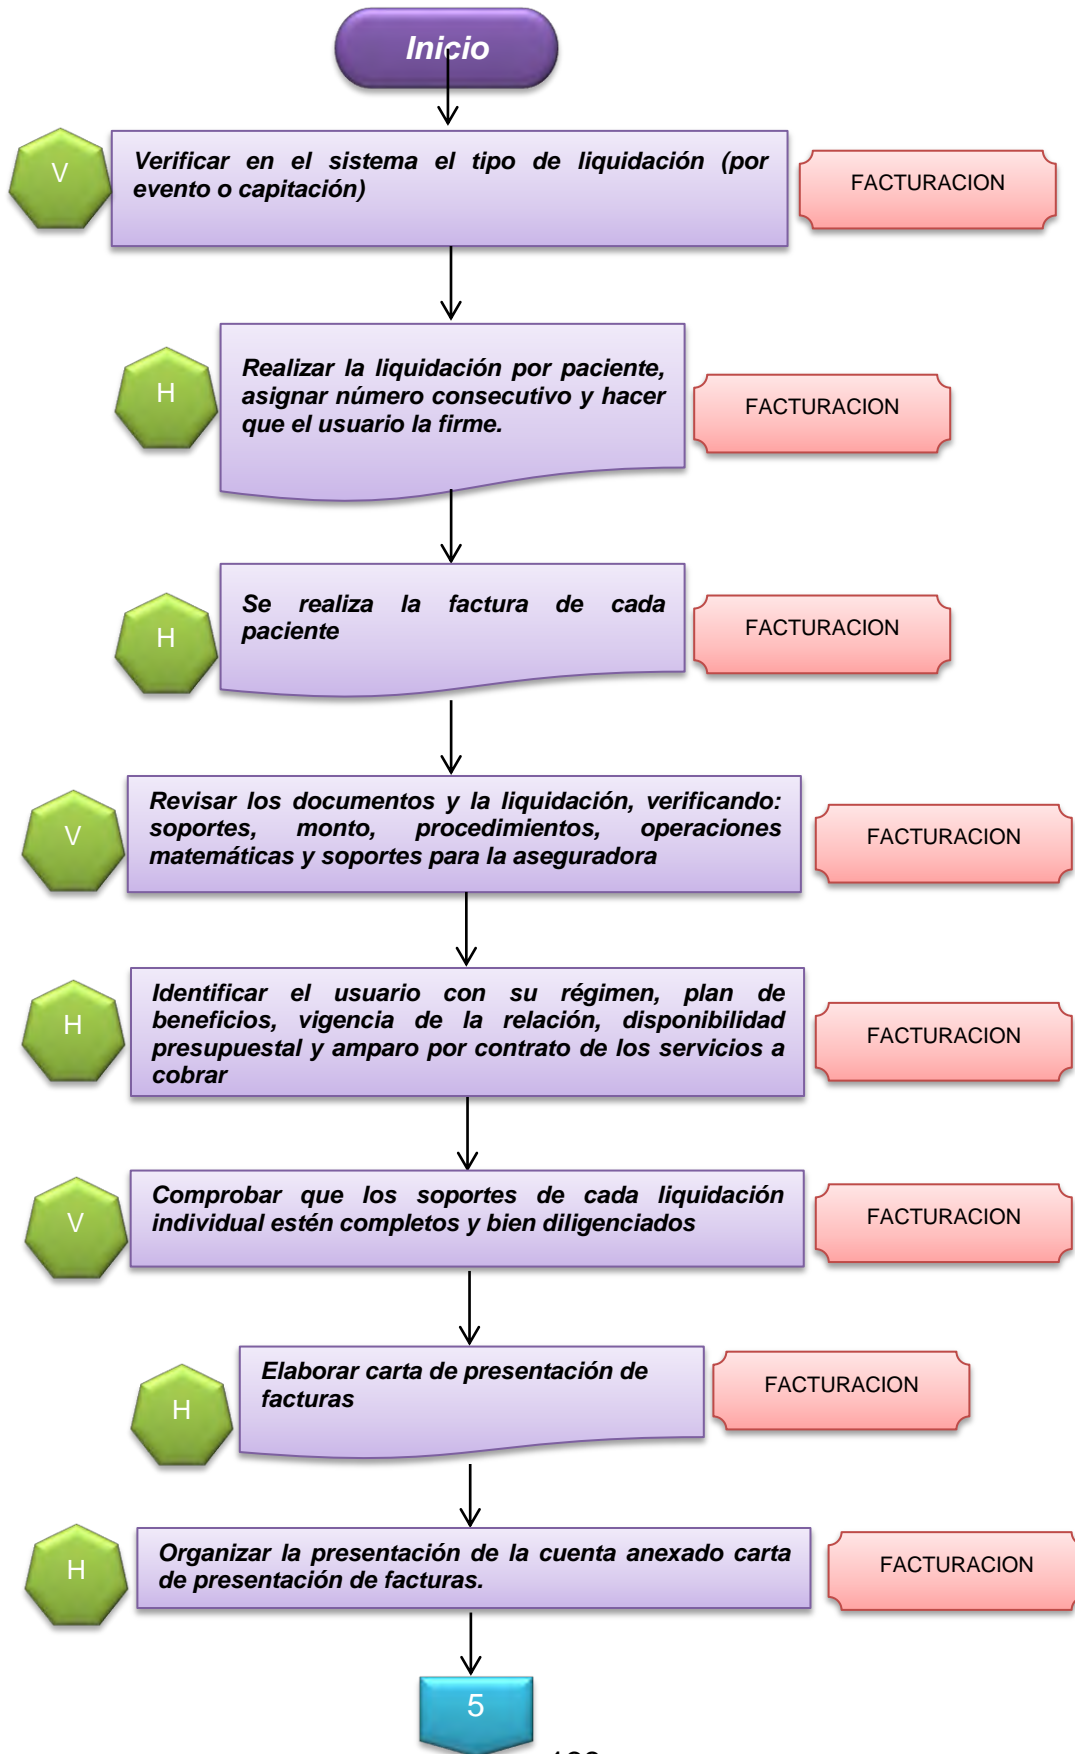 Inicio
V
Verificar en el sistema el tipo de liquidación (por
evento o capitación)
FACTURACION
H
Realizar la liquidación por paciente,
asignar número consecutivo y hacer
que el usuario la firme.
FACTURACION
H
Se realiza la factura de cada
paciente
FACTURACION
V
Revisar los documentos y la liquidación, verificando:
soportes, monto, procedimientos, operaciones
matemáticas y soportes para la aseguradora
FACTURACION
H
Identificar el usuario con su régimen, plan de
beneficios, vigencia de la relación, disponibilidad
presupuestal y amparo por contrato de los servicios a
cobrar
FACTURACION
V
Comprobar que los soportes de cada liquidación
individual estén completos y bien diligenciados
FACTURACION
H
Elaborar carta de presentación de
facturas
FACTURACION
H
Organizar la presentación de la cuenta anexado carta
de presentación de facturas.
FACTURACION
5